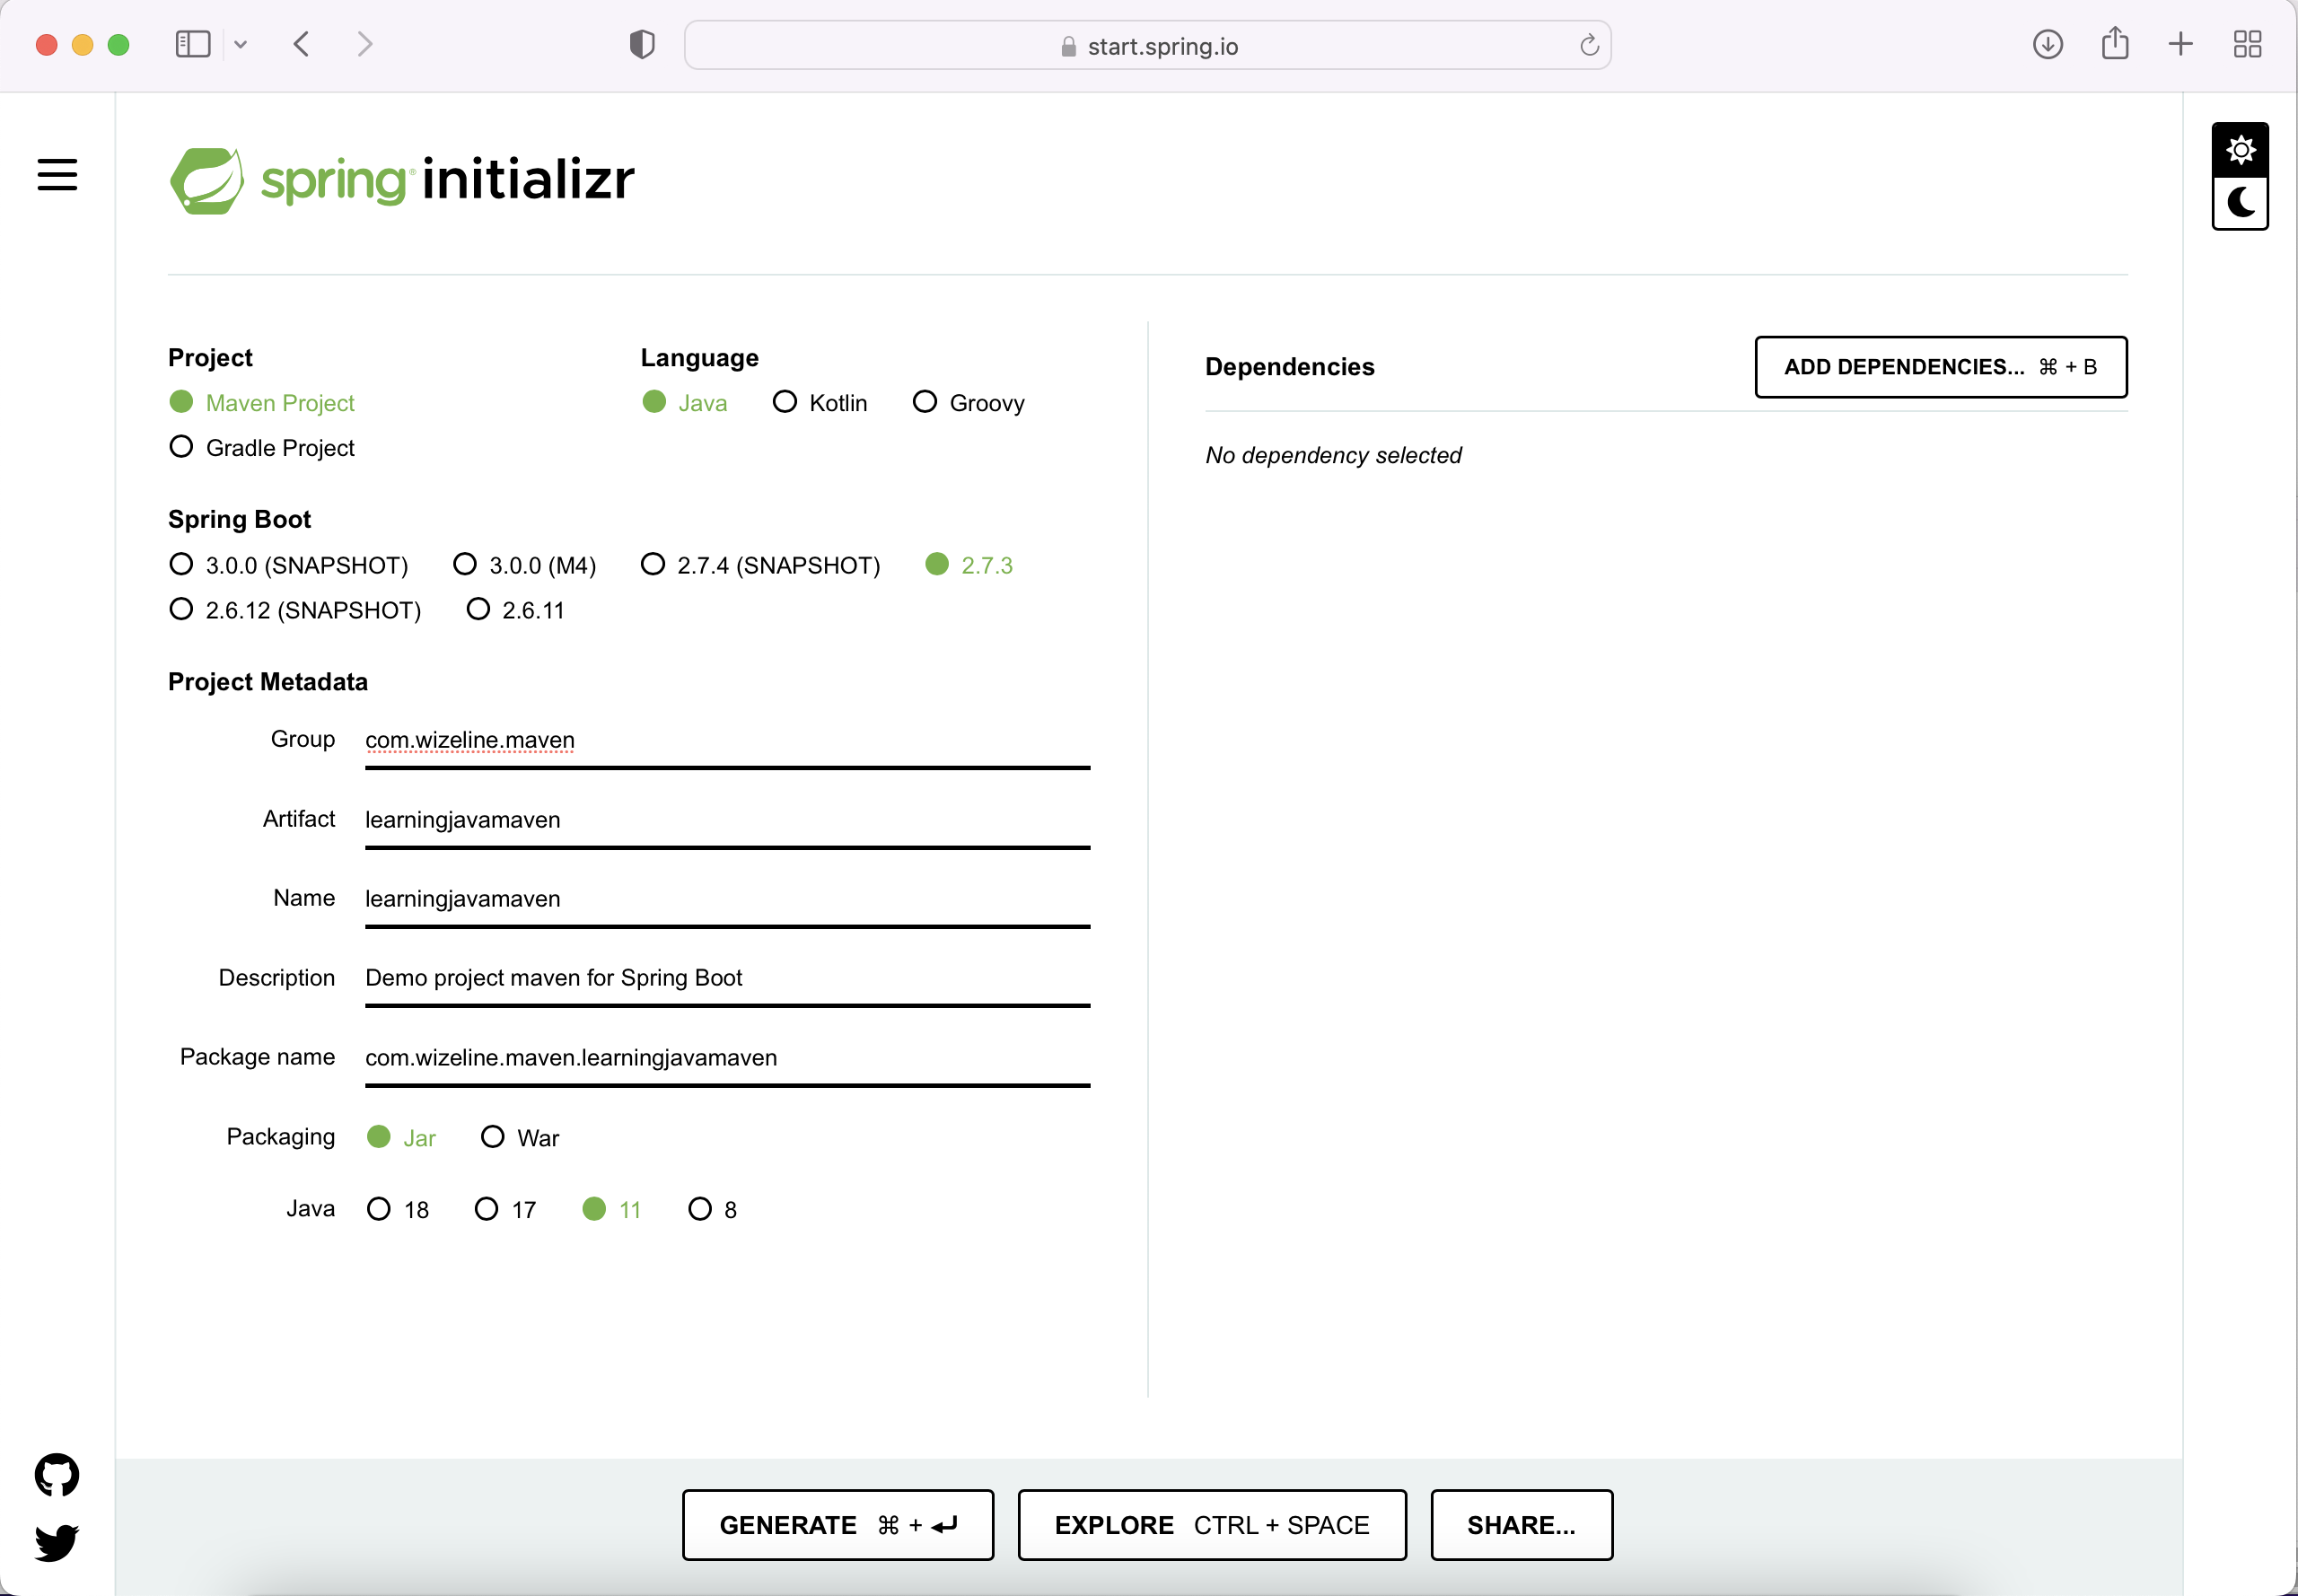 start.spring.io
spring® initializr
Project
Maven Project
Gradle Project
Language
Java Kotlin Groovy
Spring Boot
3.0.0 (SNAPSHOT) 3.0.0 (M4) 2.7.4 (SNAPSHOT) 2.7.3
2.6.12 (SNAPSHOT) 2.6.11
Project Metadata
Group com.wizeline.maven
Artifact learningjavamaven
Name learningjavamaven
Description Demo project maven for Spring Boot
Package name com.wizeline.maven.learningjavamaven
Packaging Jar War
Java 18 17 11 8
Dependencies
ADD DEPENDENCIES... ⌘ + B
No dependency selected
GENERATE ⌘ + ↵
EXPLORE CTRL + SPACE
SHARE...